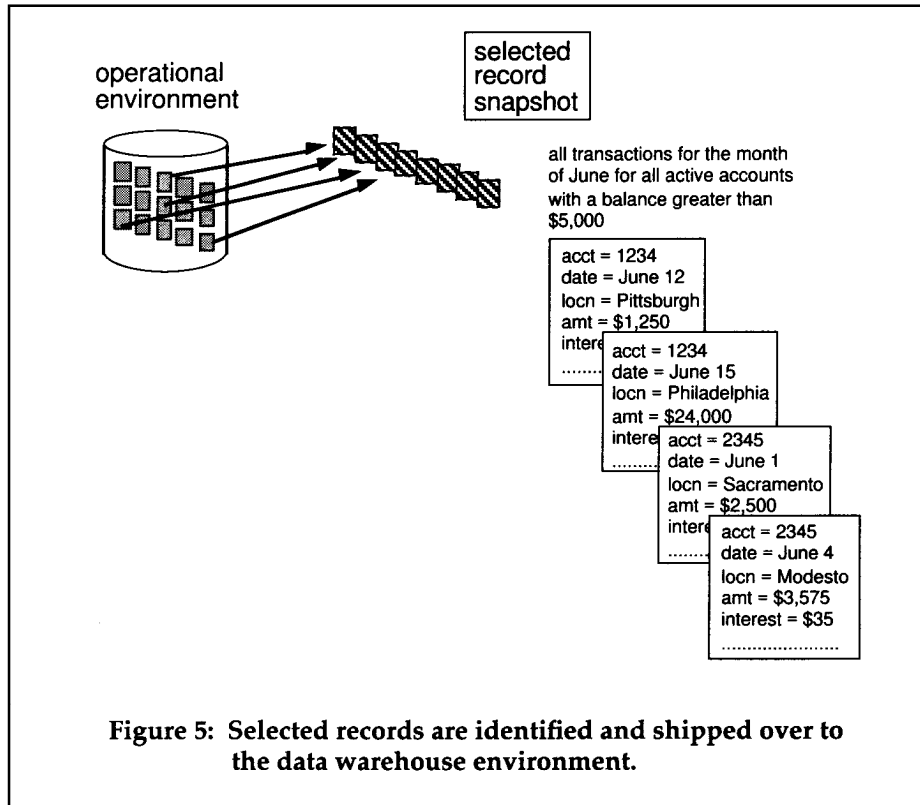 selected
record
snapshot
operational
environment
all transactions for the month
of June for all active accounts
with a balance greater than
$5,000
acct = 1234
date = June 12
locn = Pittsburgh
amt = $1,250
intere
..........
acct = 1234
date = June 15
locn = Philadelphia
amt = $24,000
intere
..........
acct = 2345
date = June 1
locn = Sacramento
amt = $2,500
intere
..........
acct = 2345
date = June 4
locn = Modesto
amt = $3,575
interest = $35
........................
Figure 5: Selected records are identified and shipped over to
the data warehouse environment.